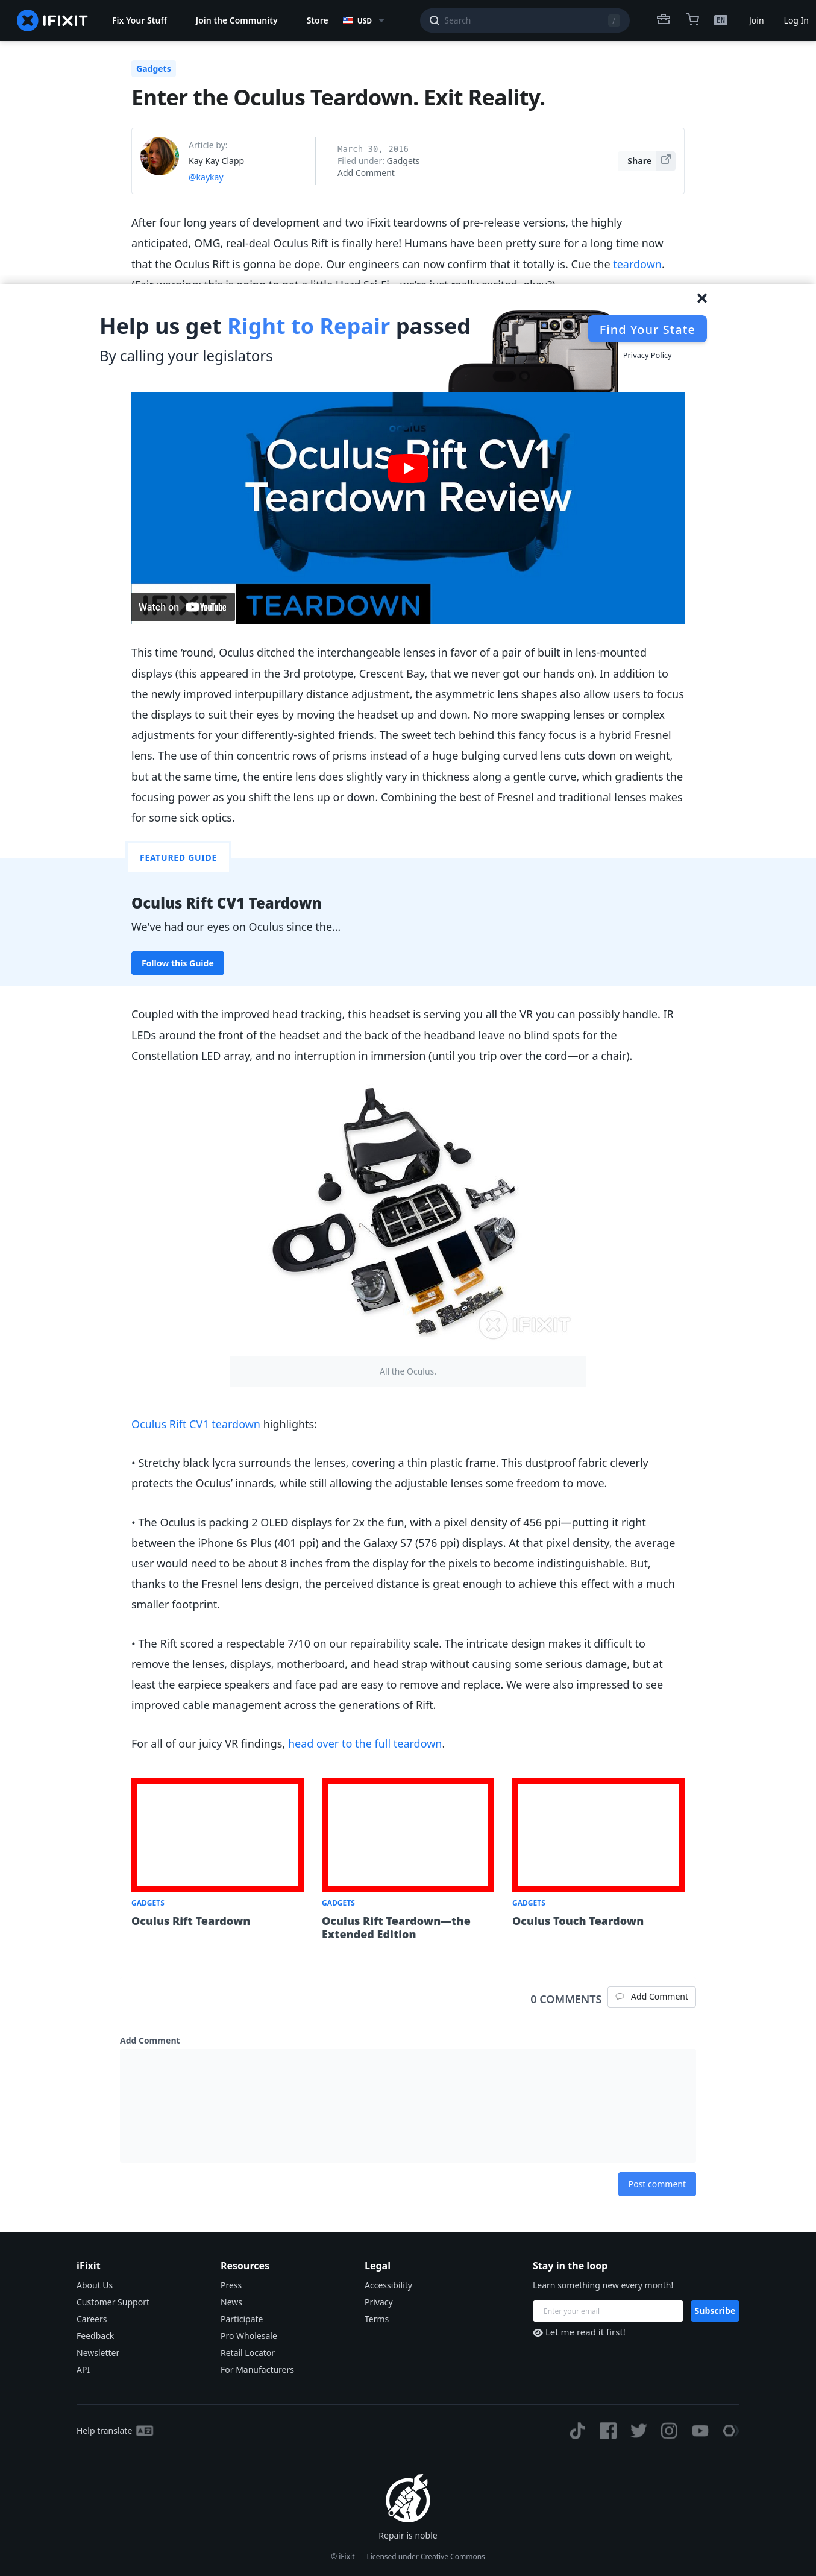 IFIXIT
Fix Your Stuff
Join the Community
Store
USD
Search
/
EN
Join
Log In
Gadgets
Enter the Oculus Teardown. Exit Reality.
Article by:
Kay Kay Clapp
@kaykay
March 30, 2016
Filed under: Gadgets
Add Comment
Share
After four long years of development and two iFixit teardowns of pre-release versions, the highly
anticipated, OMG, real-deal Oculus Rift is finally here! Humans have been pretty sure for a long time now
that the Oculus Rift is gonna be dope. Our engineers can now confirm that it totally is. Cue the teardown.
Help us get Right to Repair passed
By calling your legislators
Find Your State
Privacy Policy
Oculus Rift CV1
Teardown Review
IFIXIT TEARDOWN
Watch on YouTube
This time ‘round, Oculus ditched the interchangeable lenses in favor of a pair of built in lens-mounted
displays (this appeared in the 3rd prototype, Crescent Bay, that we never got our hands on). In addition to
the newly improved interpupillary distance adjustment, the asymmetric lens shapes also allow users to focus
the displays to suit their eyes by moving the headset up and down. No more swapping lenses or complex
adjustments for your differently-sighted friends. The sweet tech behind this fancy focus is a hybrid Fresnel
lens. The use of thin concentric rows of prisms instead of a huge bulging curved lens cuts down on weight,
but at the same time, the entire lens does slightly vary in thickness along a gentle curve, which gradients the
focusing power as you shift the lens up or down. Combining the best of Fresnel and traditional lenses makes
for some sick optics.
FEATURED GUIDE
Oculus Rift CV1 Teardown
We've had our eyes on Oculus since the...
Follow this Guide
Coupled with the improved head tracking, this headset is serving you all the VR you can possibly handle. IR
LEDs around the front of the headset and the back of the headband leave no blind spots for the
Constellation LED array, and no interruption in immersion (until you trip over the cord—or a chair).
IFIXIT
All the Oculus.
Oculus Rift CV1 teardown highlights:
• Stretchy black lycra surrounds the lenses, covering a thin plastic frame. This dustproof fabric cleverly
protects the Oculus’ innards, while still allowing the adjustable lenses some freedom to move.
• The Oculus is packing 2 OLED displays for 2x the fun, with a pixel density of 456 ppi—putting it right
between the iPhone 6s Plus (401 ppi) and the Galaxy S7 (576 ppi) displays. At that pixel density, the average
user would need to be about 8 inches from the display for the pixels to become indistinguishable. But,
thanks to the Fresnel lens design, the perceived distance is great enough to achieve this effect with a much
smaller footprint.
• The Rift scored a respectable 7/10 on our repairability scale. The intricate design makes it difficult to
remove the lenses, displays, motherboard, and head strap without causing some serious damage, but at
least the earpiece speakers and face pad are easy to remove and replace. We were also impressed to see
improved cable management across the generations of Rift.
For all of our juicy VR findings, head over to the full teardown.
GADGETS
Oculus Rift Teardown
GADGETS
Oculus Rift Teardown—the
Extended Edition
GADGETS
Oculus Touch Teardown
0 COMMENTS
Add Comment
Add Comment
Post comment
iFixit
About Us
Customer Support
Careers
Feedback
Newsletter
API
Resources
Press
News
Participate
Pro Wholesale
Retail Locator
For Manufacturers
Legal
Accessibility
Privacy
Terms
Stay in the loop
Learn something new every month!
Enter your email
Subscribe
Let me read it first!
Help translate
Repair is noble
© iFixit — Licensed under Creative Commons